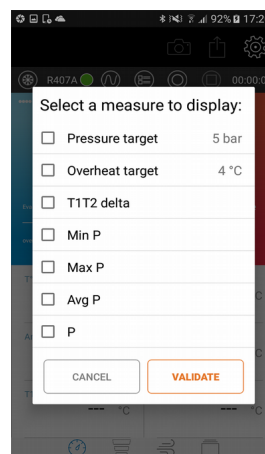 92% 17:2
R407A 00:00:0
Select a measure to display:
Pressure target 5 bar
Overheat target 4 °C
T1T2 delta
Min P
Max P
Avg P
P
CANCEL VALIDATE
--- °C --- °C